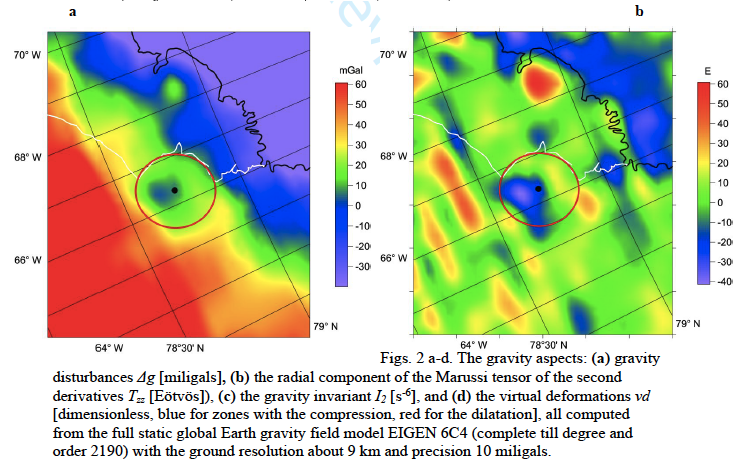 a
b
70° W
68° W
66° W
64° W
78°30' N
mGal
60
50
40
30
20
10
0
-10
-20
-30
70° W
68° W
66° W
64° W
78°30' N
79° N
E
60
50
40
30
20
10
0
-10
-20
-30
-40
79° N
Figs. 2 a-d. The gravity aspects: (a) gravity
disturbances Δg [miligals], (b) the radial component of the Marussi tensor of the second
derivatives Tzz [Eötvös]), (c) the gravity invariant I2 [s-6], and (d) the virtual deformations vd
[dimensionless, blue for zones with the compression, red for the dilatation], all computed
from the full static global Earth gravity field model EIGEN 6C4 (complete till degree and
order 2190) with the ground resolution about 9 km and precision 10 miligals.